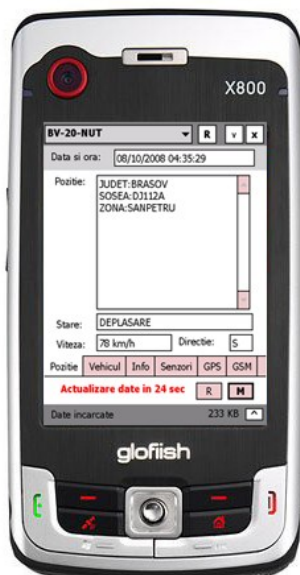 X800
BV-20-NUT R v x
Data si ora: 08/10/2008 04:35:29
Pozitie: JUDET:BRASOV
SOSEA:DJ112A
ZONA:SANPETRU
Stare: DEPLASARE
Viteza: 78 km/h Directie: S
Pozitie Vehicul Info Senzori GPS GSM
Actualizare date in 24 sec R M
Date incarcate 233 KB
glofiish